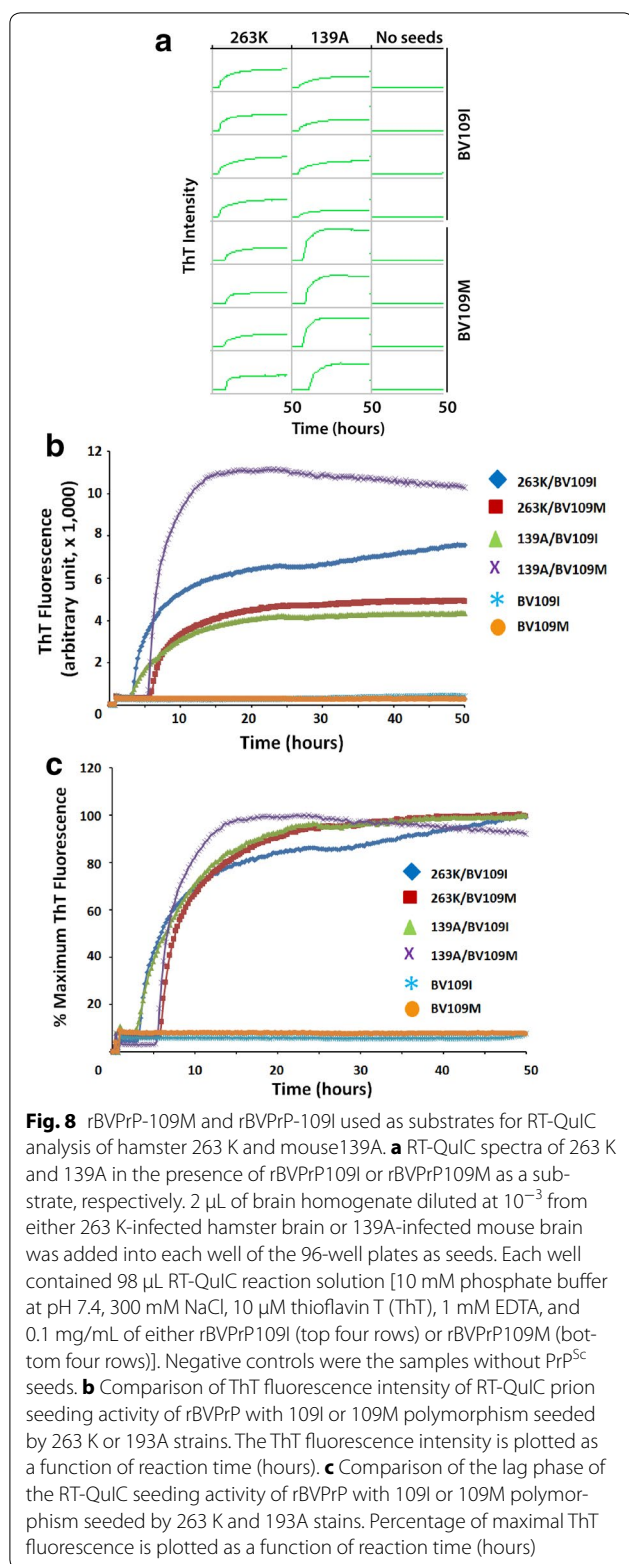 a
263K 139A No seeds
BV109I
ThT Intensity
BV109M
50 50 50
Time (hours)
b
12
10
8
6
4
2
0
10 20 30 40 50
ThT Fluorescence
(arbitrary unit, x 1,000)
Time (hours)
263K/BV109I
263K/BV109M
139A/BV109I
139A/BV109M
BV109I
BV109M
c
120
100
80
60
40
20
0 10 20 30 40 50
% Maximum ThT Fluorescence
Time (hours)
263K/BV109I
263K/BV109M
139A/BV109I
139A/BV109M
BV109I
BV109M
Fig. 8 rBVPrP-109M and rBVPrP-109I used as substrates for RT-QuIC
analysis of hamster 263 K and mouse139A. a RT-QuIC spectra of 263 K
and 139A in the presence of rBVPrP109I or rBVPrP109M as a sub-
strate, respectively. 2 μL of brain homogenate diluted at 10⁻³ from
either 263 K-infected hamster brain or 139A-infected mouse brain
was added into each well of the 96-well plates as seeds. Each well
contained 98 μL RT-QuIC reaction solution [10 mM phosphate buffer
at pH 7.4, 300 mM NaCl, 10 μM thioflavin T (ThT), 1 mM EDTA, and
0.1 mg/mL of either rBVPrP109I (top four rows) or rBVPrP109M (bot-
tom four rows)]. Negative controls were the samples without PrPSc
seeds. b Comparison of ThT fluorescence intensity of RT-QuIC prion
seeding activity of rBVPrP with 109I or 109M polymorphism seeded
by 263 K or 193A strains. The ThT fluorescence intensity is plotted as
a function of reaction time (hours). c Comparison of the lag phase of
the RT-QuIC seeding activity of rBVPrP with 109I or 109M polymor-
phism seeded by 263 K and 193A stains. Percentage of maximal ThT
fluorescence is plotted as a function of reaction time (hours)